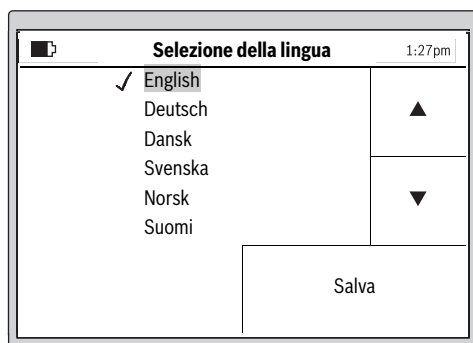 Selezione della lingua 1:27pm
English
Deutsch
Dansk
Svenska
Norsk
Suomi
Salva